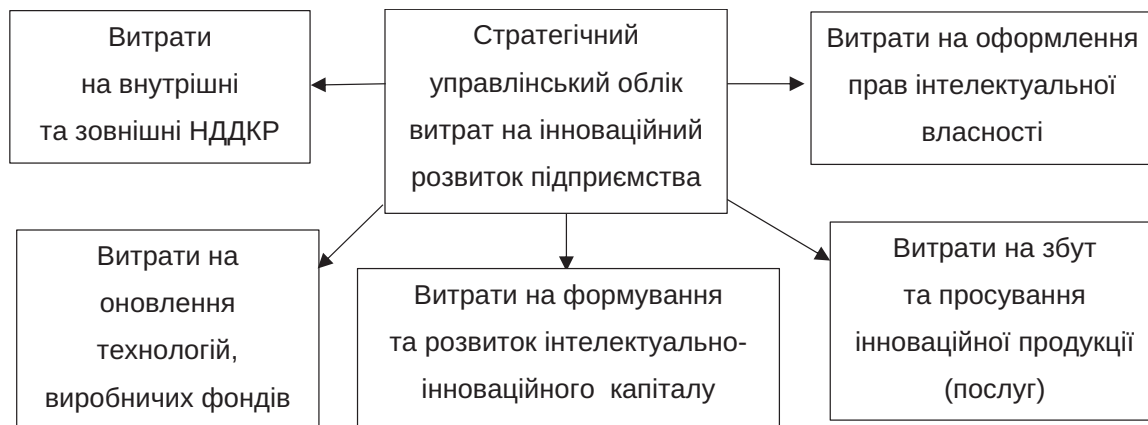 Витрати
на внутрішні
та зовнішні НДДКР
Стратегічний
управлінський облік
витрат на інноваційний
розвиток підприємства
Витрати на оформлення
прав інтелектуальної
власності
Витрати на
оновлення
технологій,
виробничих фондів
Витрати на формування
та розвиток інтелектуально-
інноваційного капіталу
Витрати на збут
та просування
інноваційної продукції
(послуг)